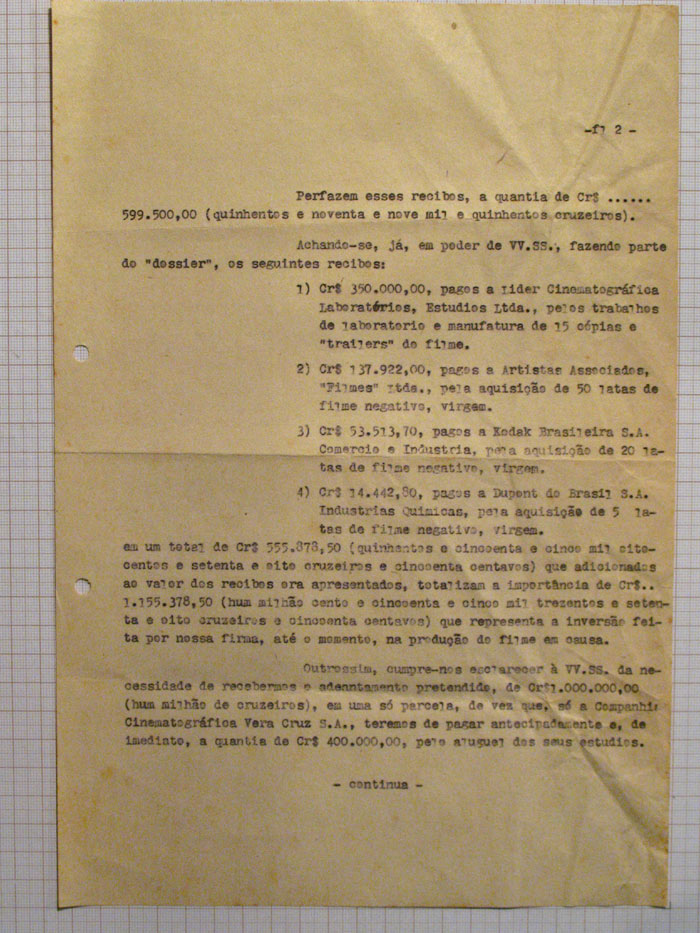 -fl 2 -
Perfazem esses recibos, a quantia de Cr$ ......
599.500,00 (quinhentos e noventa e nove mil e quinhentos cruzeiros).
Achando-se, já, em poder de VV.SS., fazendo parte
do "dossier", os seguintes recibos:
1) Cr$ 350.000,00, pagos a Lider Cinematográfica
Laboratórios, Estudios Ltda., pelos trabalhos
de laboratorio e manufatura de 15 cópias e
"trailers" do filme.
2) Cr$ 137.922,00, pagos a Artistas Associados,
"Filmes" Ltda., pela aquisição de 50 latas de
filme negativo, virgem.
3) Cr$ 53.513,70, pagos a Kodak Brasileira S.A.
Comercio e Industria, pela aquisição de 20 la-
tas de filme negativo, virgem.
4) Cr$ 14.442,80, pagos a Dupont do Brasil S.A.
Industrias Quimicas, pela aquisição de 5 la-
tas de filme negativo, virgem.
em um total de Cr$ 555.878,50 (quinhentos e cincoenta e cinco mil oito-
centos e setenta e oito cruzeiros e cincoenta centavos) que adicionados
ao valor dos recibos ora apresentados, totalizam a importância de Cr$..
1.155.378,50 (hum milhão cento e cincoenta e cinco mil trezentos e seten-
ta e oito cruzeiros e cincoenta centavos) que representa a inversão fei-
ta por nossa firma, até o momento, na produção do filme em causa.
Outrossim, cumpre-nos esclarecer à VV.SS. da ne-
cessidade de recebermos o adeantamento pretendido, de Cr$1.000.000,00
(hum milhão de cruzeiros), em uma só parcela, de vez que, só a Companhi
Cinematográfica Vera Cruz S.A., teremos de pagar antecipadamente e, de
imediato, a quantia de Cr$ 400.000,00, pelo aluguel dos seus estudios.
- continua -